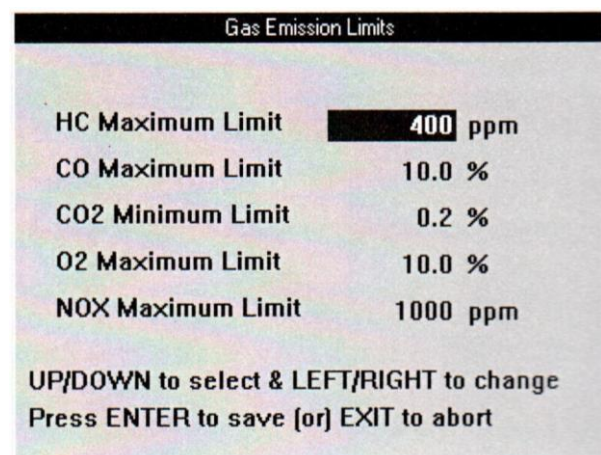 Gas Emission Limits
HC Maximum Limit 400 ppm
CO Maximum Limit 10.0 %
CO2 Minimum Limit 0.2 %
O2 Maximum Limit 10.0 %
NOX Maximum Limit 1000 ppm
UP/DOWN to select & LEFT/RIGHT to change
Press ENTER to save (or) EXIT to abort